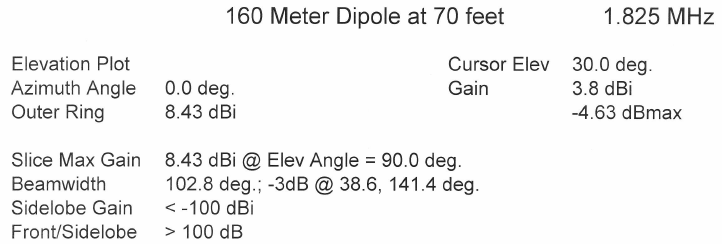 160 Meter Dipole at 70 feet 1.825 MHz
Elevation Plot Cursor Elev 30.0 deg.
Azimuth Angle 0.0 deg. Gain 3.8 dBi
Outer Ring 8.43 dBi -4.63 dBmax
Slice Max Gain 8.43 dBi @ Elev Angle = 90.0 deg.
Beamwidth 102.8 deg.; -3dB @ 38.6, 141.4 deg.
Sidelobe Gain < -100 dBi
Front/Sidelobe > 100 dB